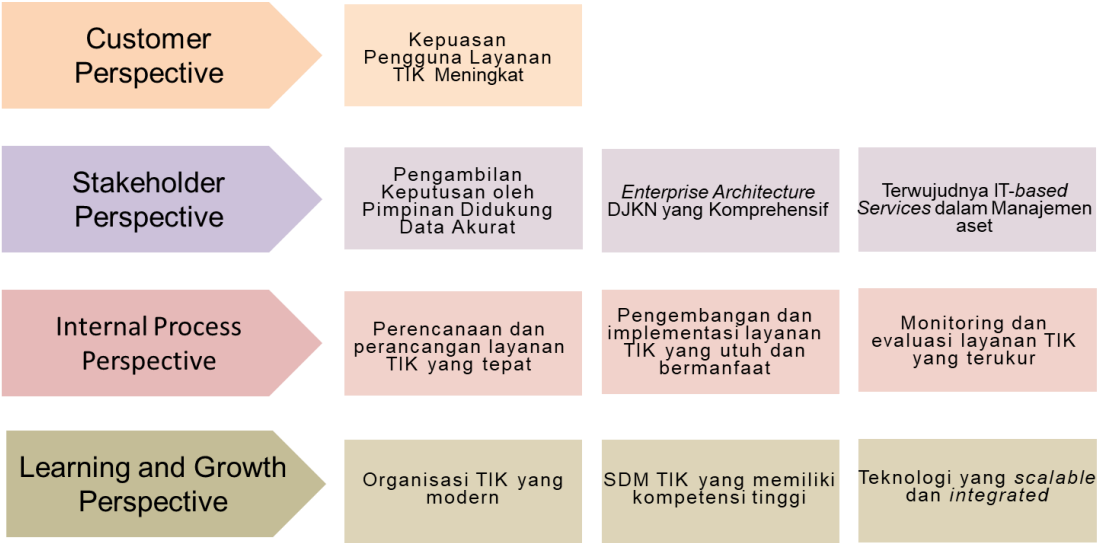 Customer
Perspective
Kepuasan
Pengguna Layanan
TIK Meningkat
Stakeholder
Perspective
Pengambilan
Keputusan oleh
Pimpinan Didukung
Data Akurat
Enterprise Architecture
DJKN yang Komprehensif
Terwujudnya IT-based
Services dalam Manajemen
aset
Internal Process
Perspective
Perencanaan dan
perancangan layanan
TIK yang tepat
Pengembangan dan
implementasi layanan
TIK yang utuh dan
bermanfaat
Monitoring dan
evaluasi layanan TIK
yang terukur
Learning and Growth
Perspective
Organisasi TIK yang
modern
SDM TIK yang memiliki
kompetensi tinggi
Teknologi yang scalable
dan integrated